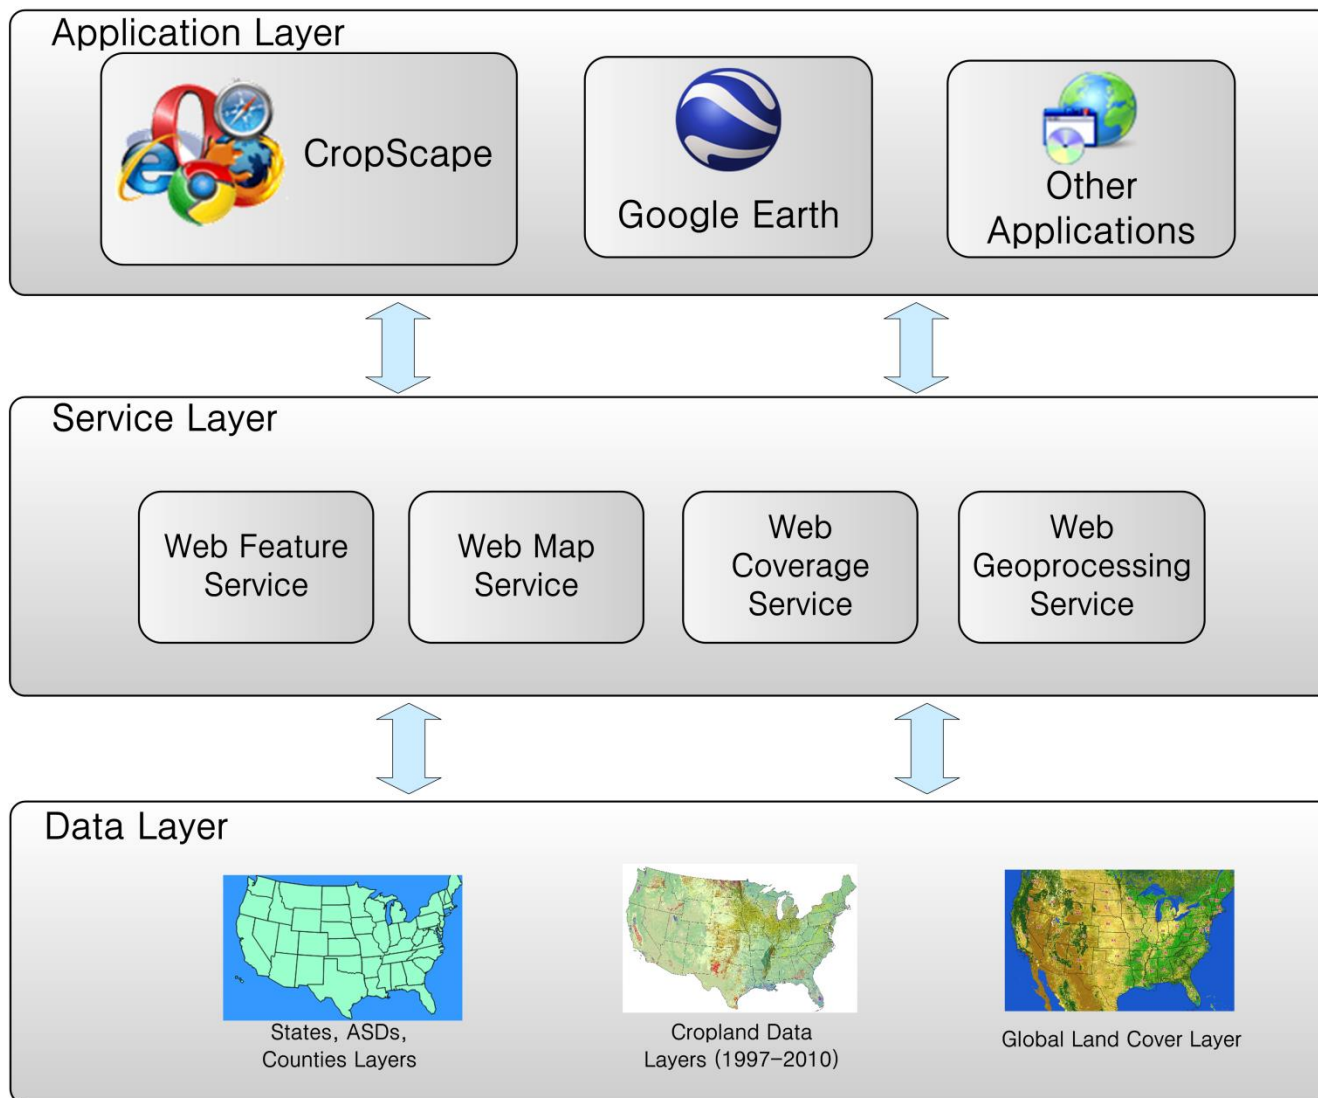 Application Layer
CropScape
Google Earth
Other
Applications
Service Layer
Web Feature
Service
Web Map
Service
Web
Coverage
Service
Web
Geoprocessing
Service
Data Layer
States, ASDs,
Counties Layers
Cropland Data
Layers (1997-2010)
Global Land Cover Layer